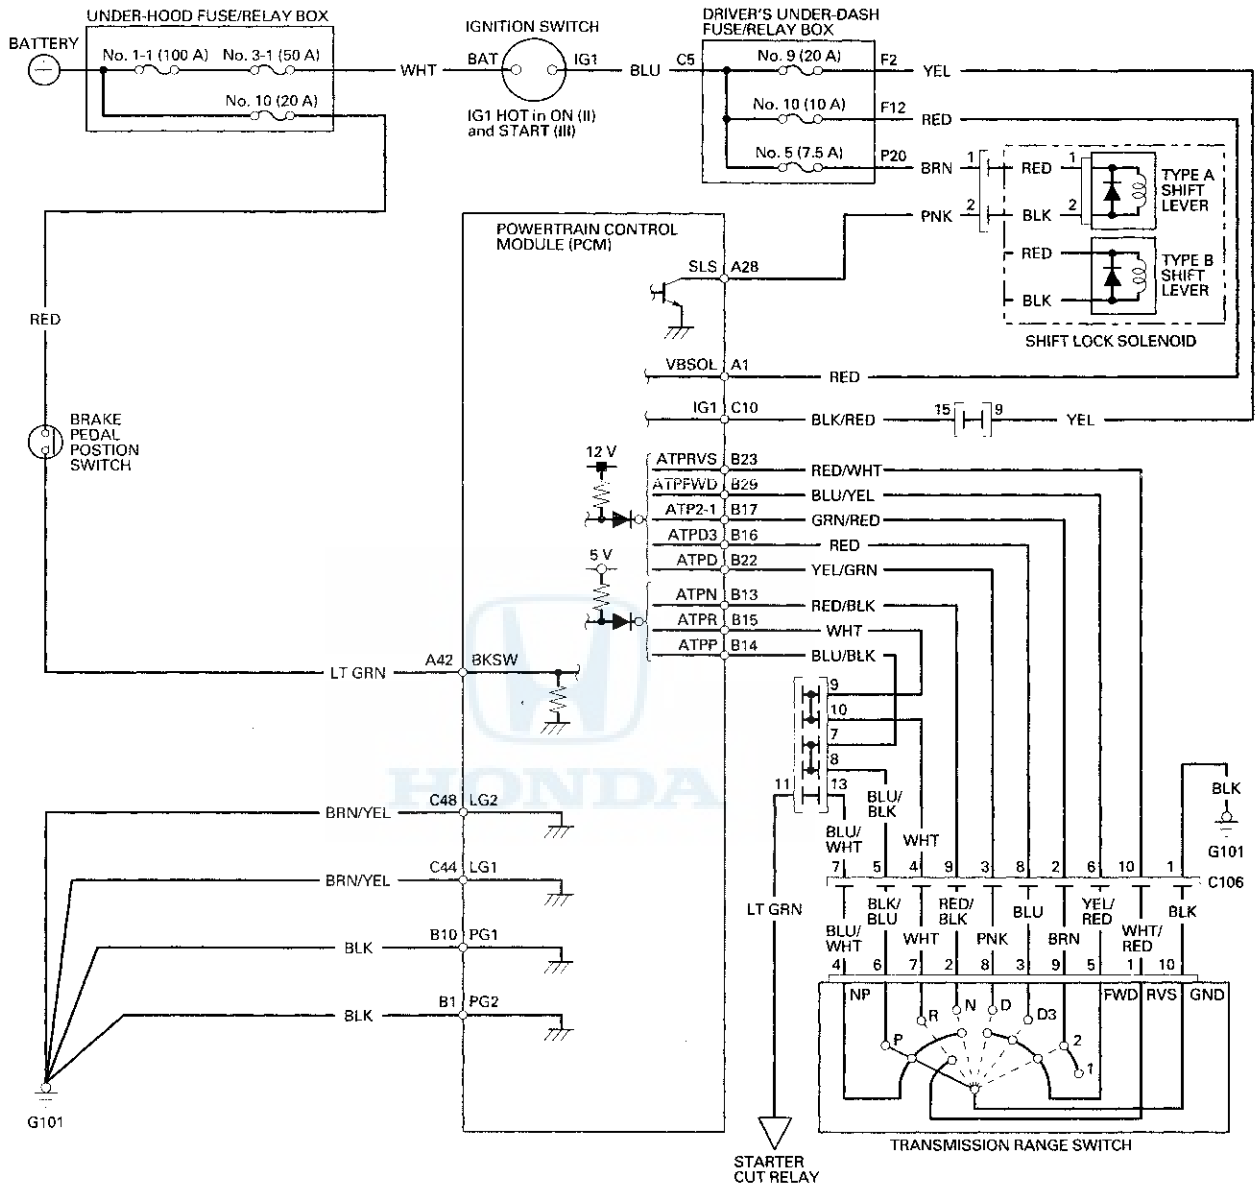 UNDER-HOOD FUSE/RELAY BOX
BATTERY
No. 1-1 (100 A)
No. 3-1 (50 A)
No. 10 (20 A)
WHT
IGNITION SWITCH
BAT
IG1
IG1 HOT in ON (II)
and START (III)
BLU
DRIVER'S UNDER-DASH
FUSE/RELAY BOX
C5
No. 9 (20 A)
F2
YEL
No. 10 (10 A)
F12
RED
No. 5 (7.5 A)
P20
BRN
1
RED
1
TYPE A
SHIFT
LEVER
PNK
2
BLK
2
RED
TYPE B
SHIFT
LEVER
BLK
SHIFT LOCK SOLENOID
POWERTRAIN CONTROL
MODULE (PCM)
SLS
A28
RED
VBSOL
A1
RED
IG1
C10
BLK/RED
15
9
YEL
BRAKE
PEDAL
POSTION
SWITCH
12 V
ATPRVS
B23
RED/WHT
ATPFWD
B29
BLU/YEL
ATP2-1
B17
GRN/RED
ATPD3
B16
RED
5 V
ATPD
B22
YEL/GRN
ATPN
B13
RED/BLK
ATPR
B15
WHT
ATPP
B14
BLU/BLK
LT GRN
A42
BKSW
9
10
7
8
11
13
HONDA
BLU/
BLK
BLU/
WHT
WHT
BLK
G101
BRN/YEL
C48
LG2
BRN/YEL
C44
LG1
BLK
B10
PG1
BLK
B1
PG2
G101
7
5
4
9
3
8
2
6
10
1
C106
LT GRN
BLU/
WHT
BLK/
BLU
WHT
RED/
BLK
PNK
BLU
BRN
YEL/
RED
WHT/
RED
BLK
4
6
7
2
8
3
9
5
1
10
NP
FWD
RVS
GND
P
R
N
D
D3
2
1
TRANSMISSION RANGE SWITCH
STARTER
CUT RELAY